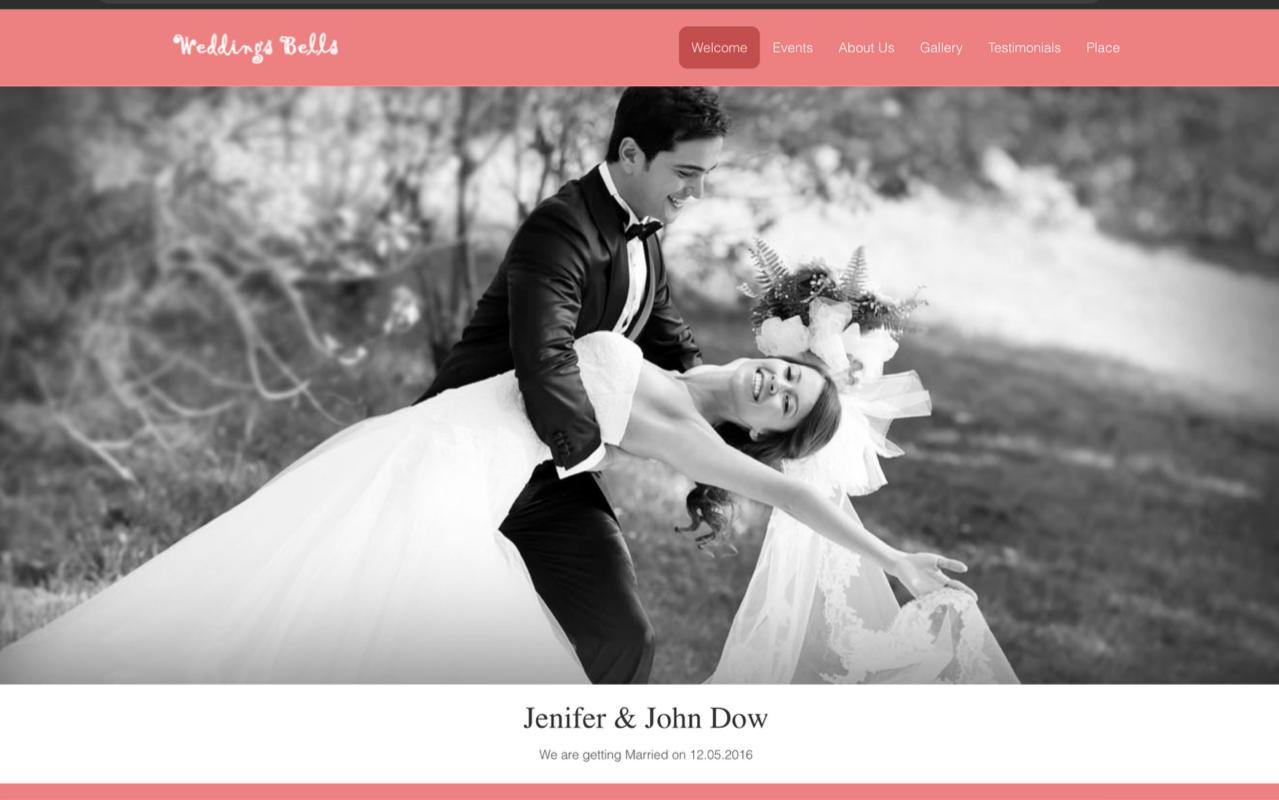 Weddings Bells
Welcome Events About Us Gallery Testimonials Place
Jenifer & John Dow
We are getting Married on 12.05.2016